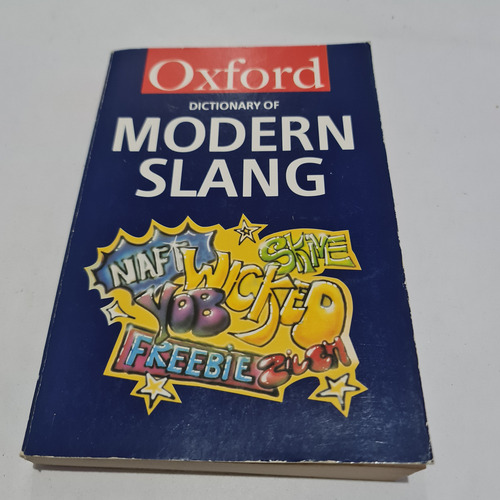 Oxford
DICTIONARY OF
MODERN
SLANG
NAFF
SKIVE
WICKED
YOB
FREEBIE